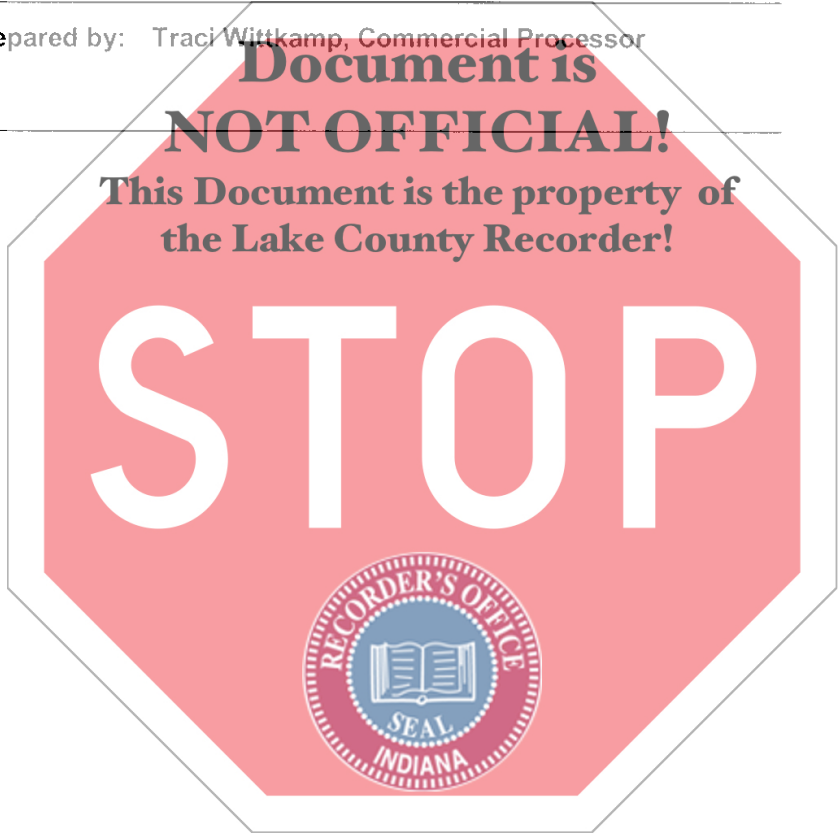 epared by: Traci Wittkamp, Commercial Processor
Document is
NOT OFFICIAL!
This Document is the property of
the Lake County Recorder!
STOP
RECORDER'S OFFICE
SEAL
INDIANA